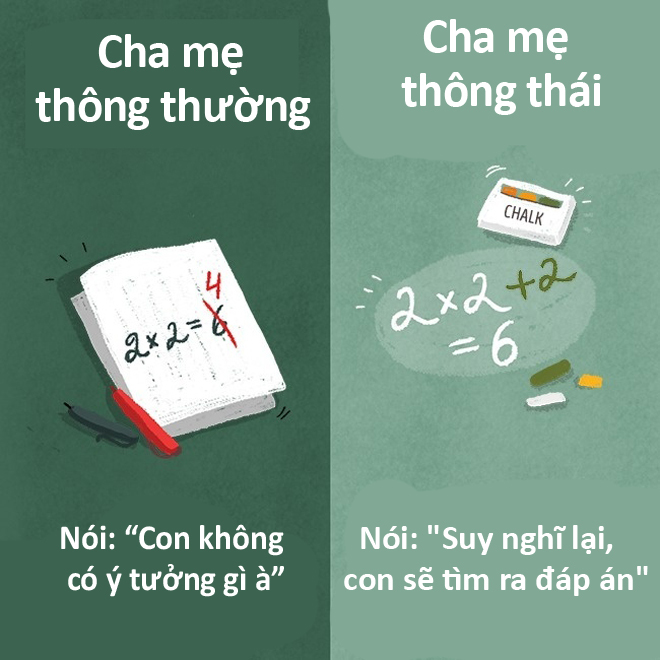 Cha mẹ
thông thường
4
2×2=6
Nói: “Con không
có ý tưởng gì à”
Cha mẹ
thông thái
CHALK
2×2+2
=6
Nói: "Suy nghĩ lại,
con sẽ tìm ra đáp án"